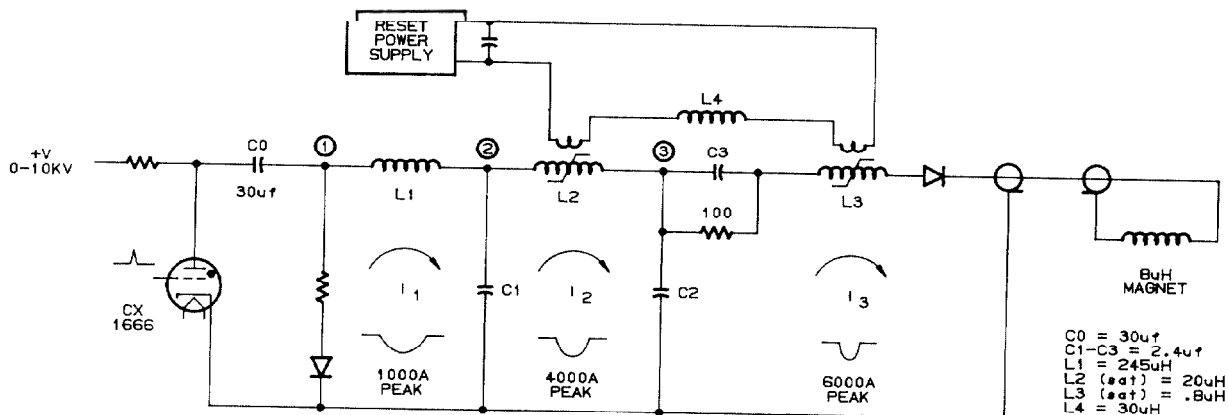 RESET
POWER
SUPPLY
L4
+V
0-10KV
C0
30uf
1
L1
2
L2
3
C3
100
L3
CX
1666
I1
1000A
PEAK
C1
I2
4000A
PEAK
C2
I3
6000A
PEAK
8uH
MAGNET
C0 = 30uf
C1-C3 = 2.4uf
L1 = 245uH
L2 (sat) = 20uH
L3 (sat) = .8uH
L4 = 30uH